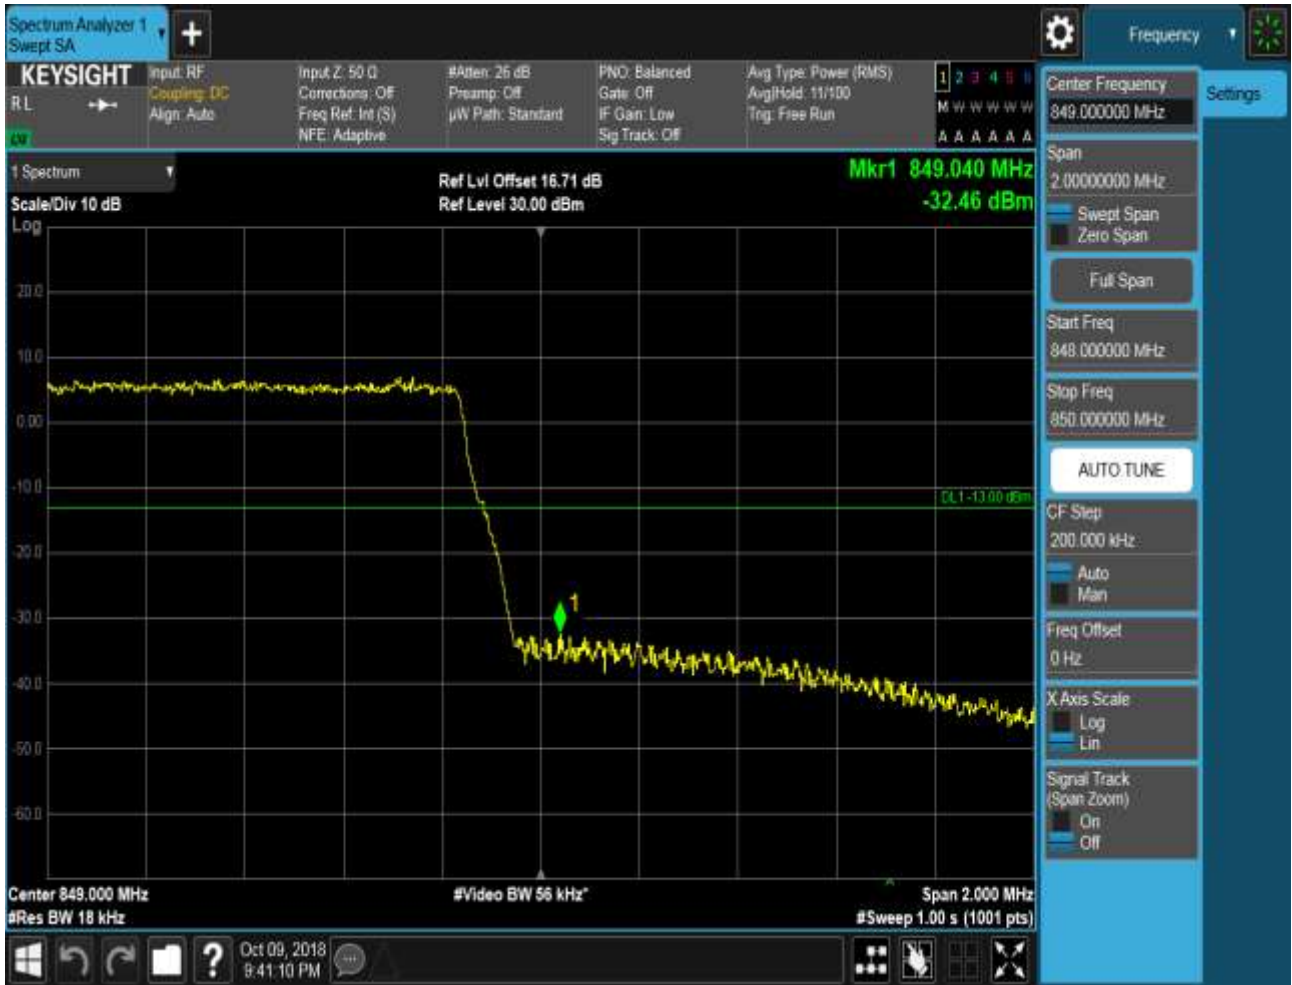 Spectrum Analyzer 1
Swept SA
Frequency
KEYSIGHT
R L
Input: RF
Coupling: DC
Align: Auto
Input Z: 50 Ω
Corrections: Off
Freq Ref: Int (S)
NFE: Adaptive
#Atten: 26 dB
Preamp: Off
µW Path: Standard
PNO: Balanced
Gate: Off
IF Gain: Low
Sig Track: Off
Avg Type: Power (RMS)
Avg|Hold: 11/100
Trig: Free Run
1 2 3 4 5 6
M W W W W W
A A A A A A
1 Spectrum
Scale/Div 10 dB
Log
Ref Lvl Offset 16.71 dB
Ref Level 30.00 dBm
Mkr1 849.040 MHz
-32.46 dBm
20.0
10.0
0.00
-10.0
-20.0
-30.0
-40.0
-50.0
-60.0
DL1 -13.00 dBm
1
Center 849.000 MHz
#Res BW 18 kHz
#Video BW 56 kHz*
Span 2.000 MHz
#Sweep 1.00 s (1001 pts)
Center Frequency
849.000000 MHz
Span
2.00000000 MHz
Swept Span
Zero Span
Full Span
Start Freq
848.000000 MHz
Stop Freq
850.000000 MHz
AUTO TUNE
CF Step
200.000 kHz
Auto
Man
Freq Offset
0 Hz
X Axis Scale
Log
Lin
Signal Track
(Span Zoom)
On
Off
Settings
Oct 09, 2018
9:41:10 PM